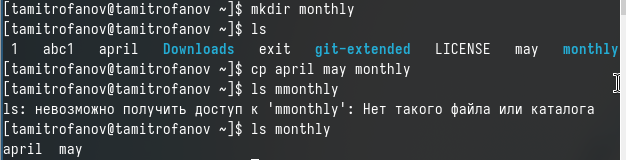 [tamitrofanov@tamitrofanov ~]$ mkdir monthly
[tamitrofanov@tamitrofanov ~]$ ls
1 abc1 april Downloads exit git-extended LICENSE may monthly
[tamitrofanov@tamitrofanov ~]$ cp april may monthly
[tamitrofanov@tamitrofanov ~]$ ls mmonthly
ls: невозможно получить доступ к 'mmonthly': Нет такого файла или каталога
[tamitrofanov@tamitrofanov ~]$ ls monthly
april may